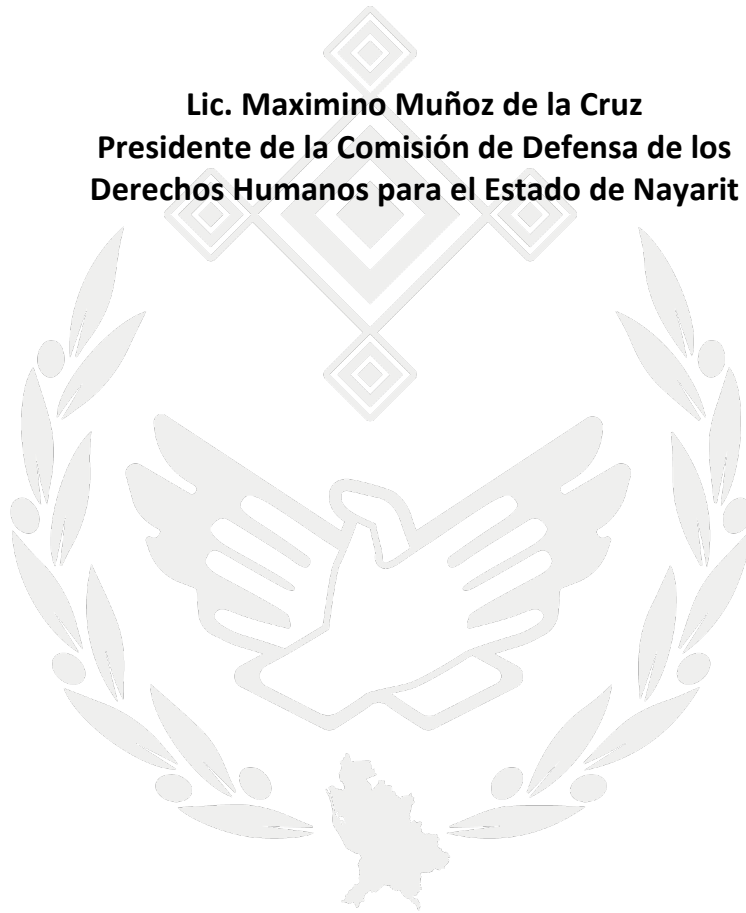 Lic. Maximino Muñoz de la Cruz
Presidente de la Comisión de Defensa de los
Derechos Humanos para el Estado de Nayarit